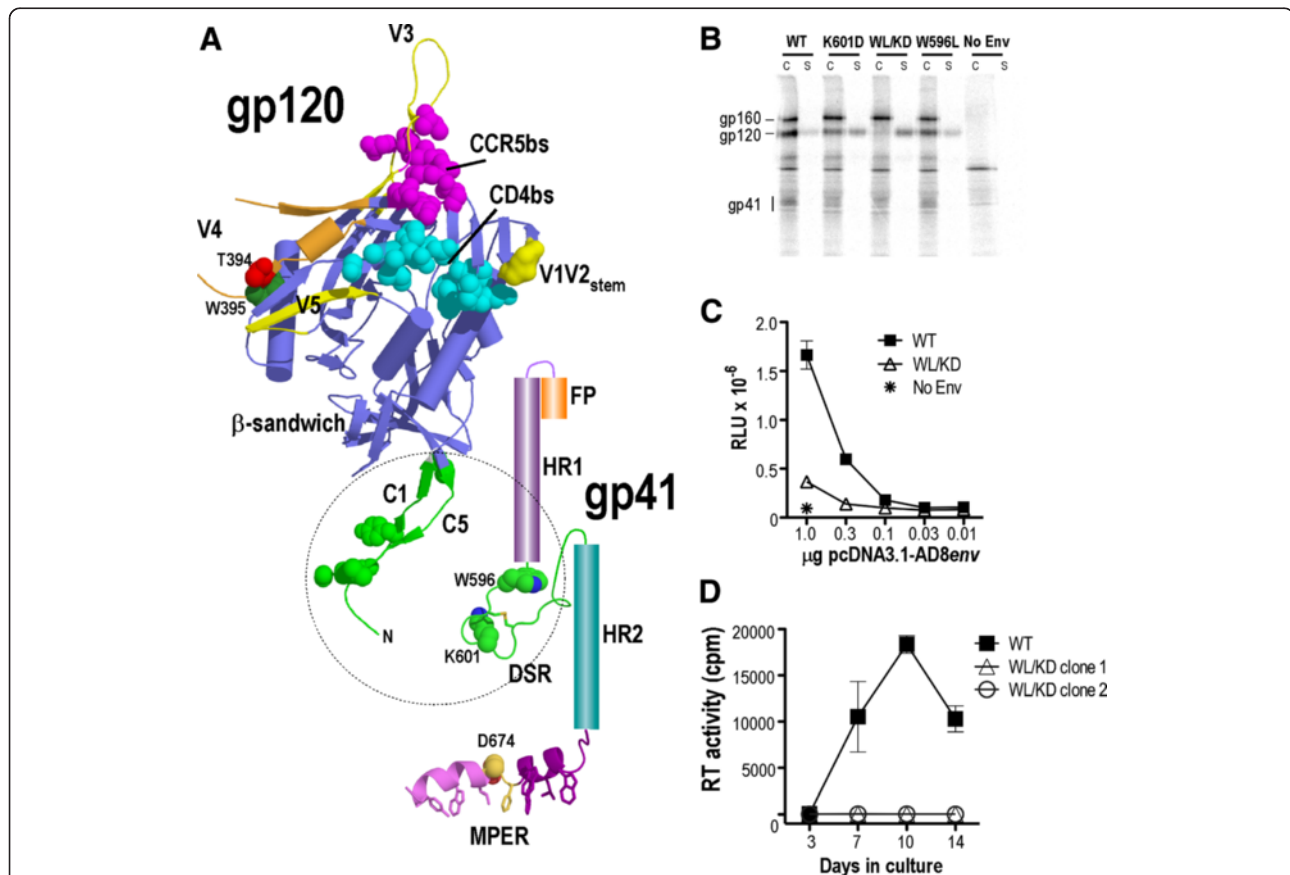 A
V3
gp120
CCR5bs
CD4bs
V4
T394
W395
V5
V1V2stem
β-sandwich
FP
HR1
gp41
C1
C5
W596
N
K601
DSR
HR2
D674
MPER
B
WT K601D WL/KD W596L No Env
C S C S C S C S C S
gp160
gp120
gp41
C
RLU x 10-6
2.0
1.5
1.0
0.5
0
WT
WL/KD
No Env
1.0 0.3 0.1 0.03 0.01
μg pcDNA3.1-AD8env
D
RT activity (cpm)
20000
15000
10000
5000
0
WT
WL/KD clone 1
WL/KD clone 2
3 7 10 14
Days in culture